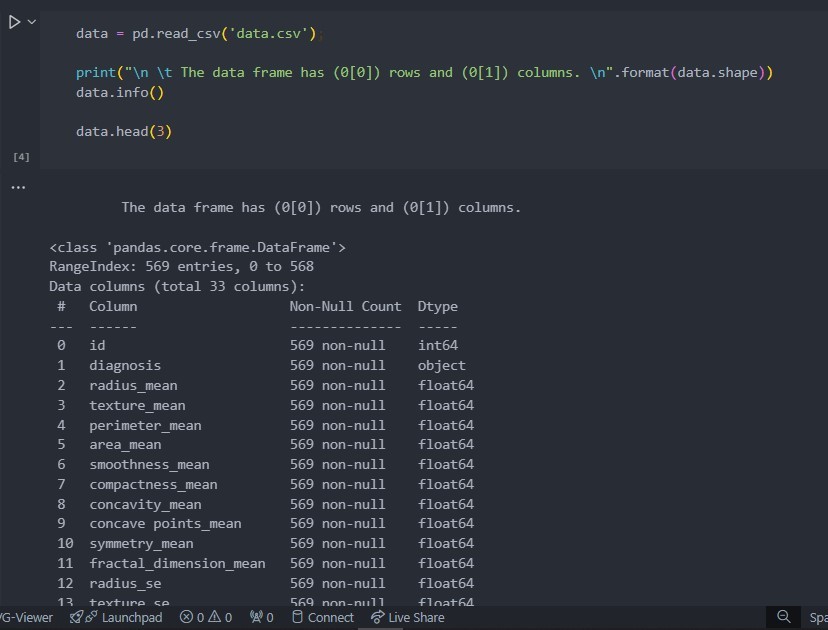 data = pd.read_csv('data.csv')
print("\n \t The data frame has (0[0]) rows and (0[1]) columns. \n".format(data.shape))
data.info()
data.head(3)
[4]
...
The data frame has (0[0]) rows and (0[1]) columns.
<class 'pandas.core.frame.DataFrame'>
RangeIndex: 569 entries, 0 to 568
Data columns (total 33 columns):
# Column Non-Null Count Dtype
--- ------ -------------- -----
0 id 569 non-null int64
1 diagnosis 569 non-null object
2 radius_mean 569 non-null float64
3 texture_mean 569 non-null float64
4 perimeter_mean 569 non-null float64
5 area_mean 569 non-null float64
6 smoothness_mean 569 non-null float64
7 compactness_mean 569 non-null float64
8 concavity_mean 569 non-null float64
9 concave points_mean 569 non-null float64
10 symmetry_mean 569 non-null float64
11 fractal_dimension_mean 569 non-null float64
12 radius_se 569 non-null float64
13 texture_se 569 non-null float64
/G-Viewer Launchpad 0 0 0 Connect Live Share Spa